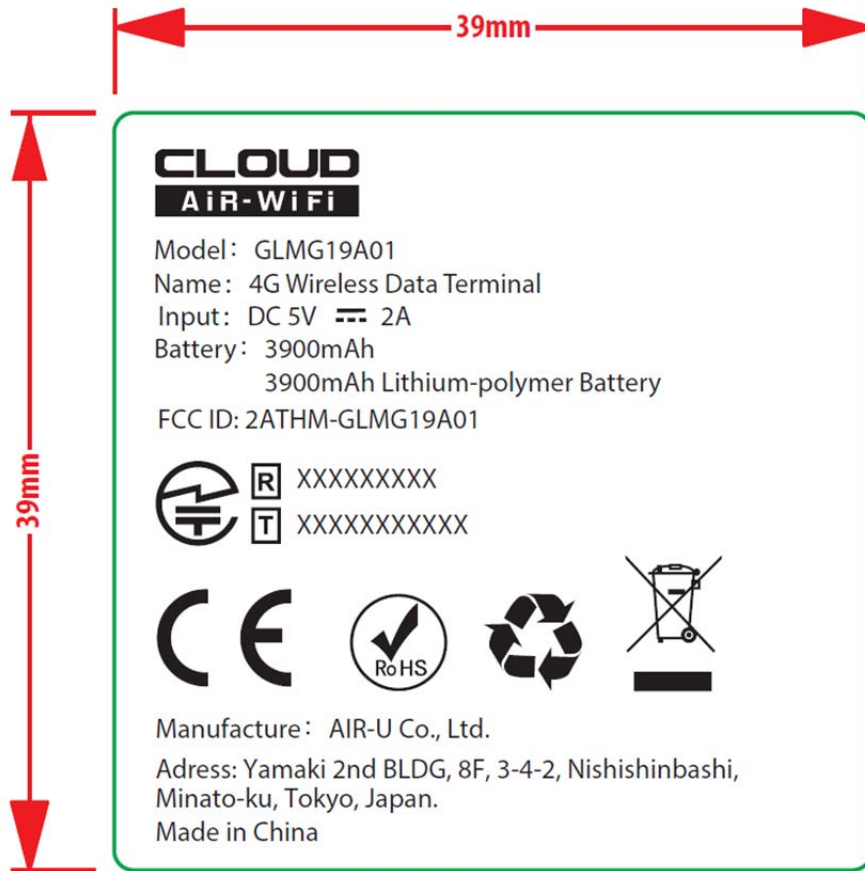 39mm
CLOUD
AiR-WiFi
Model： GLMG19A01
Name： 4G Wireless Data Terminal
Input： DC 5V ⎓ 2A
Battery： 3900mAh
3900mAh Lithium-polymer Battery
FCC ID: 2ATHM-GLMG19A01
R XXXXXXXXX
T XXXXXXXXXXX
39mm
CE
RoHS
Manufacture： AIR-U Co., Ltd.
Adress: Yamaki 2nd BLDG, 8F, 3-4-2, Nishishinbashi,
Minato-ku, Tokyo, Japan.
Made in China